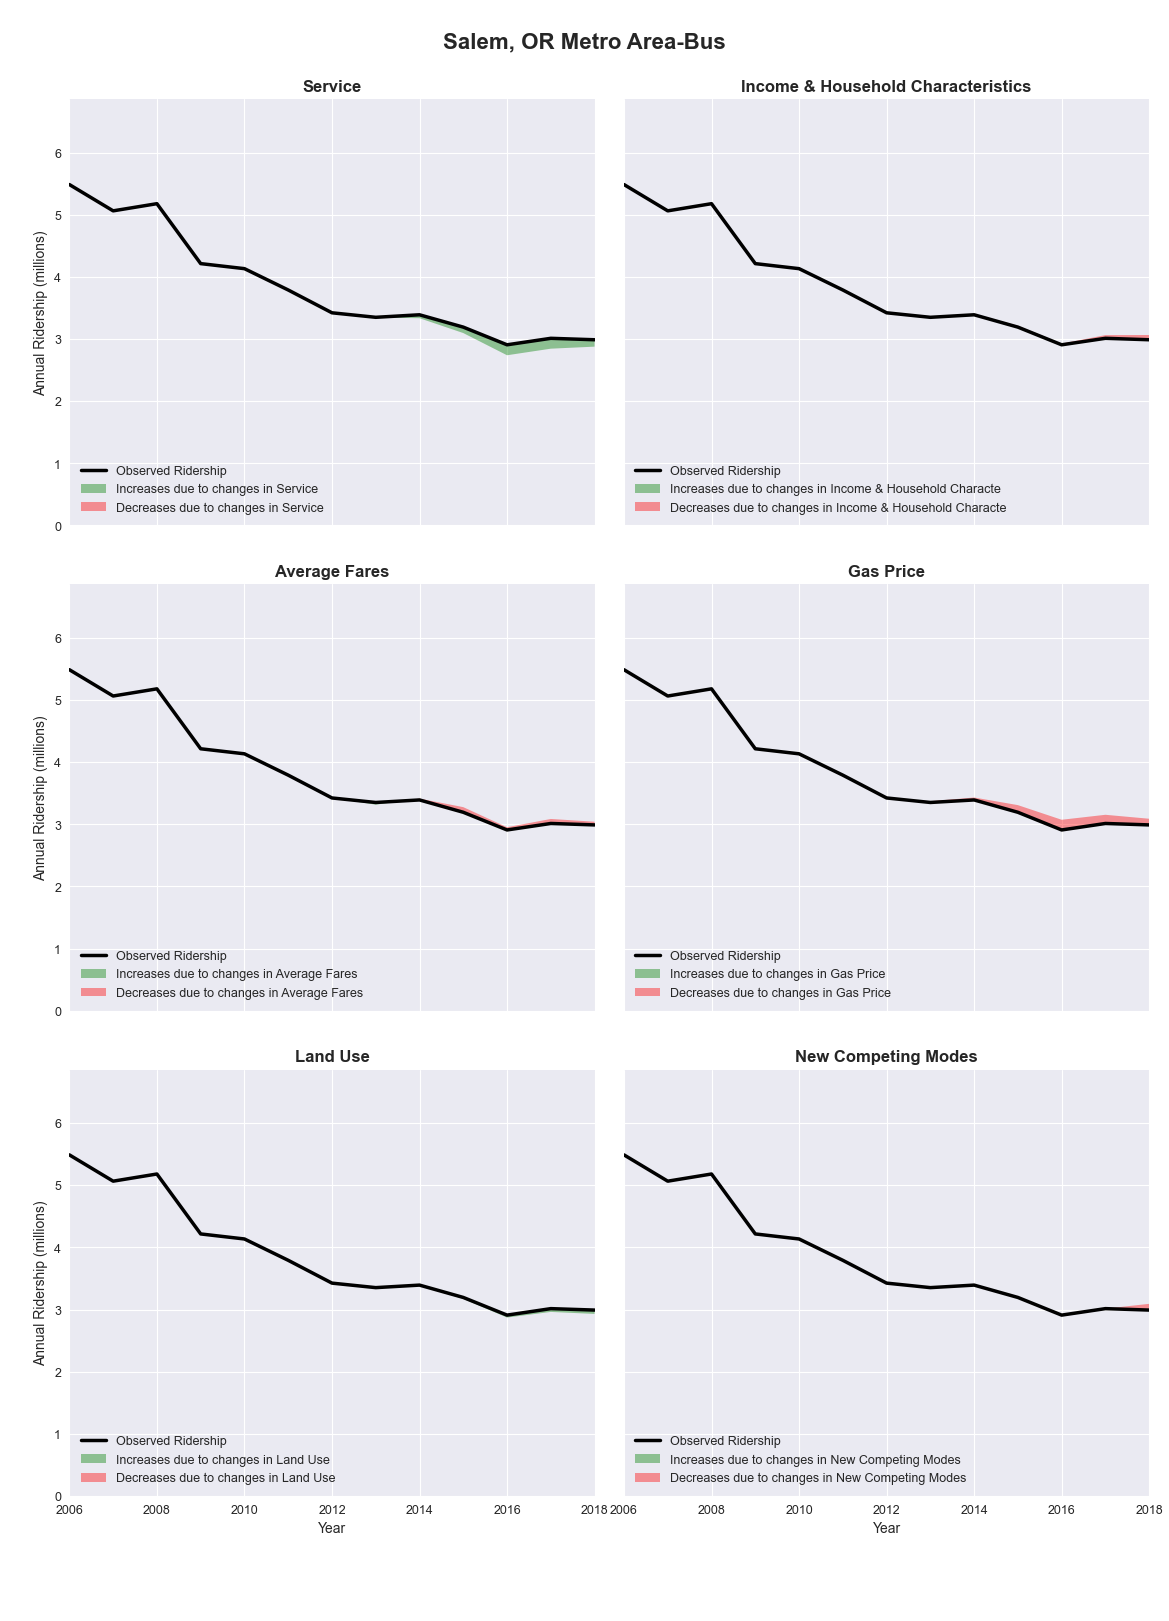 Salem, OR Metro Area-Bus
Service
Annual Ridership (millions)
6
5
4
3
2
1
0
Observed Ridership
Increases due to changes in Service
Decreases due to changes in Service
Income & Household Characteristics
Observed Ridership
Increases due to changes in Income & Household Characte
Decreases due to changes in Income & Household Characte
Average Fares
Annual Ridership (millions)
6
5
4
3
2
1
0
Observed Ridership
Increases due to changes in Average Fares
Decreases due to changes in Average Fares
Gas Price
Observed Ridership
Increases due to changes in Gas Price
Decreases due to changes in Gas Price
Land Use
Annual Ridership (millions)
6
5
4
3
2
1
0
Observed Ridership
Increases due to changes in Land Use
Decreases due to changes in Land Use
2006 2008 2010 2012 2014 2016 2018
Year
New Competing Modes
Observed Ridership
Increases due to changes in New Competing Modes
Decreases due to changes in New Competing Modes
2006 2008 2010 2012 2014 2016 2018
Year